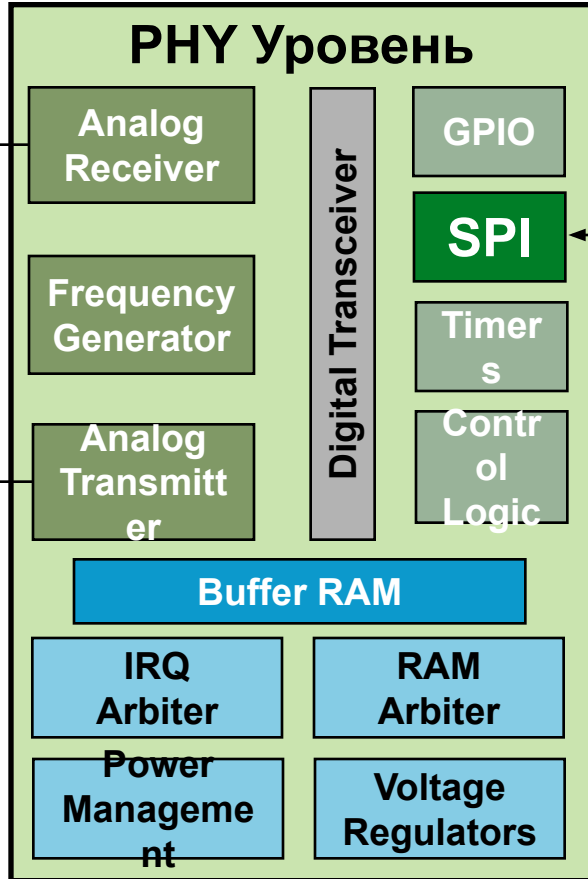 PHY Уровень
Analog
Receiver
Frequency
Generator
Analog
Transmitt
er
Digital Transceiver
GPIO
SPI
Timer
s
Contr
ol
Logic
Buffer RAM
IRQ
Arbiter
RAM
Arbiter
Power
Manageme
nt
Voltage
Regulators